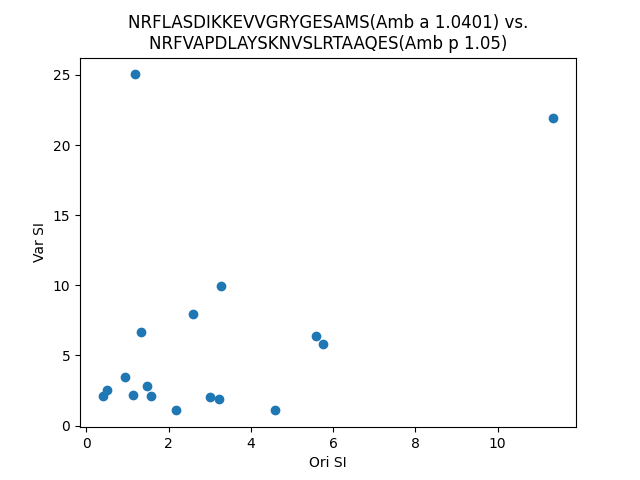 NRFLASDIKKEVVGRYGESAMS(Amb a 1.0401) vs.
NRFVAPDLAYSKNVSLRTAAQES(Amb p 1.05)
25
20
15
10
5
0
Var SI
0 2 4 6 8 10
Ori SI